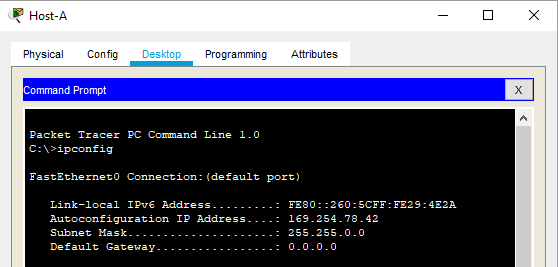 Host-A
Physical Config Desktop Programming Attributes
Command Prompt X
Packet Tracer PC Command Line 1.0
C:\>ipconfig
FastEthernet0 Connection:(default port)
Link-local IPv6 Address.........: FE80::260:5CFF:FE29:4E2A
Autoconfiguration IP Address....: 169.254.78.42
Subnet Mask.....................: 255.255.0.0
Default Gateway.................: 0.0.0.0